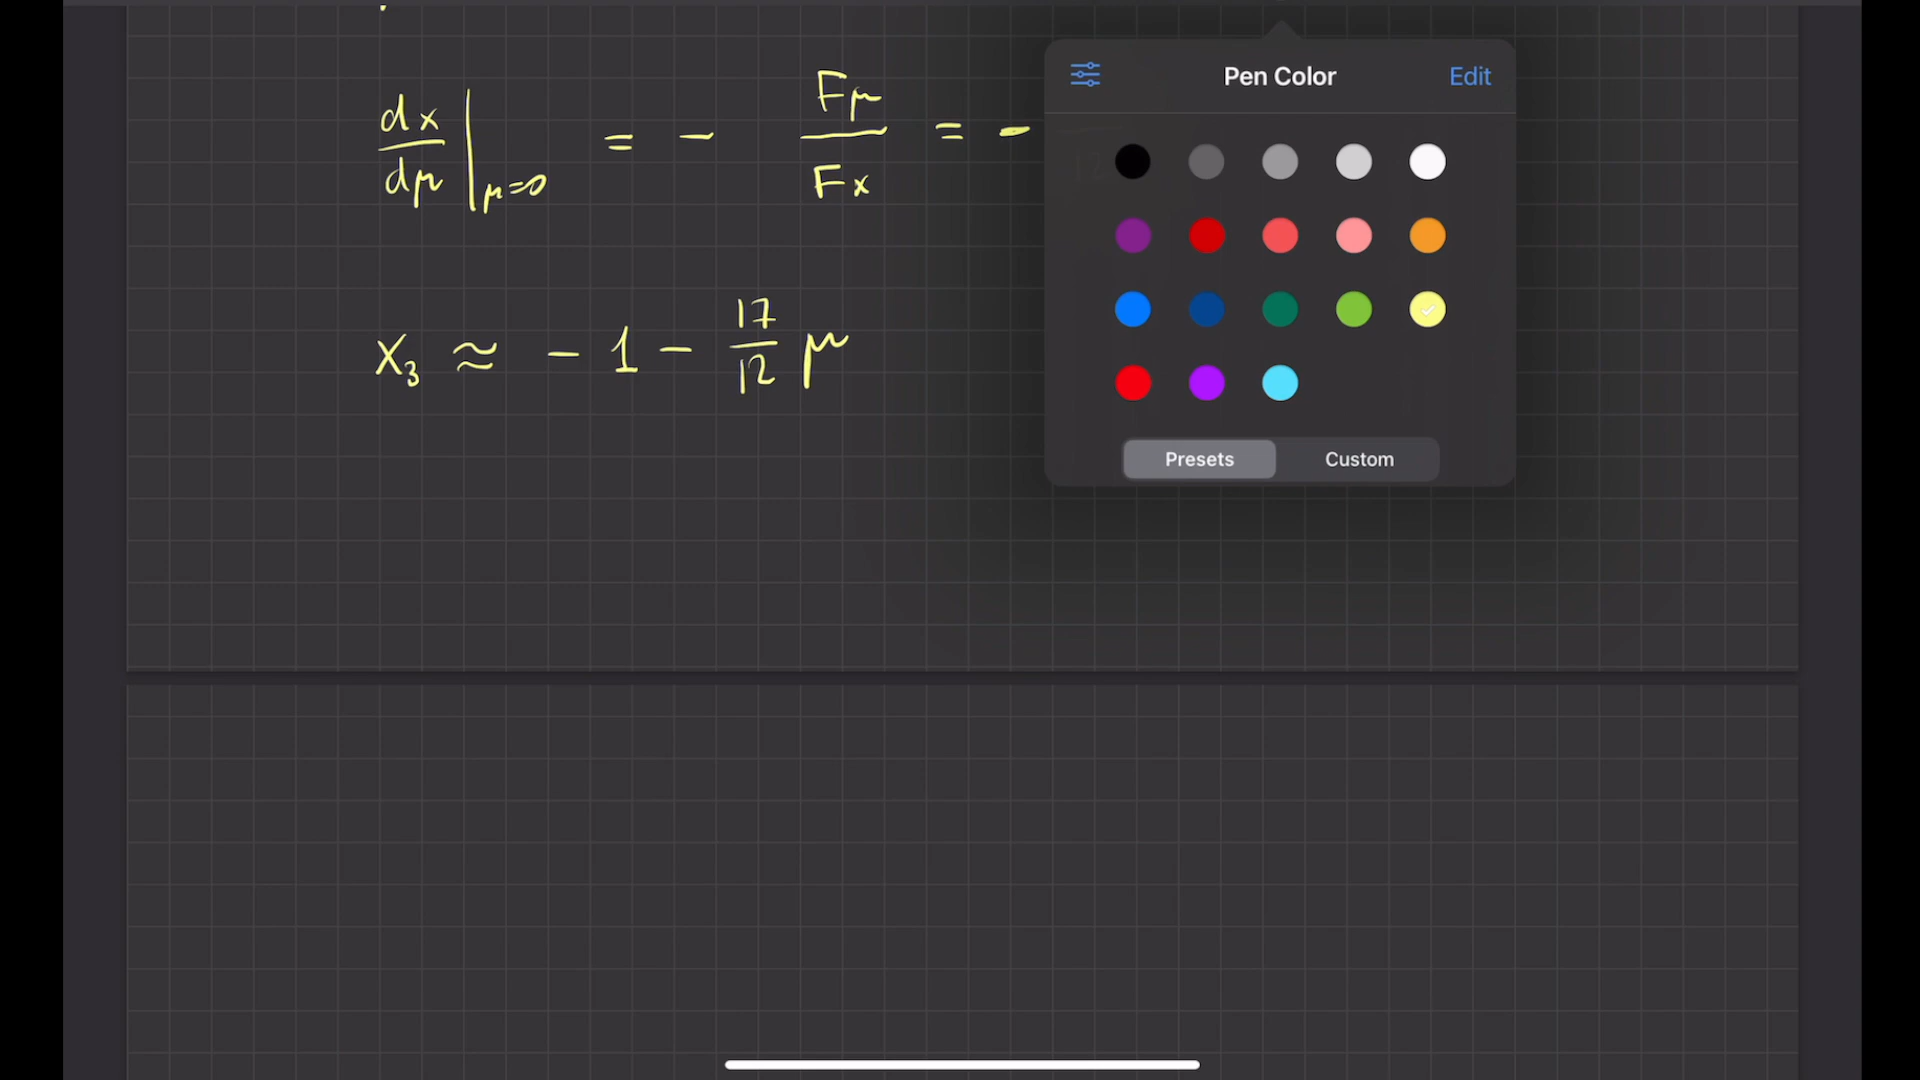 Pen Color Edit
dx/dμ |μ=0 = - Fμ/Fx = -
x₃ ≈ - 1 - 17/12 μ
Presets Custom